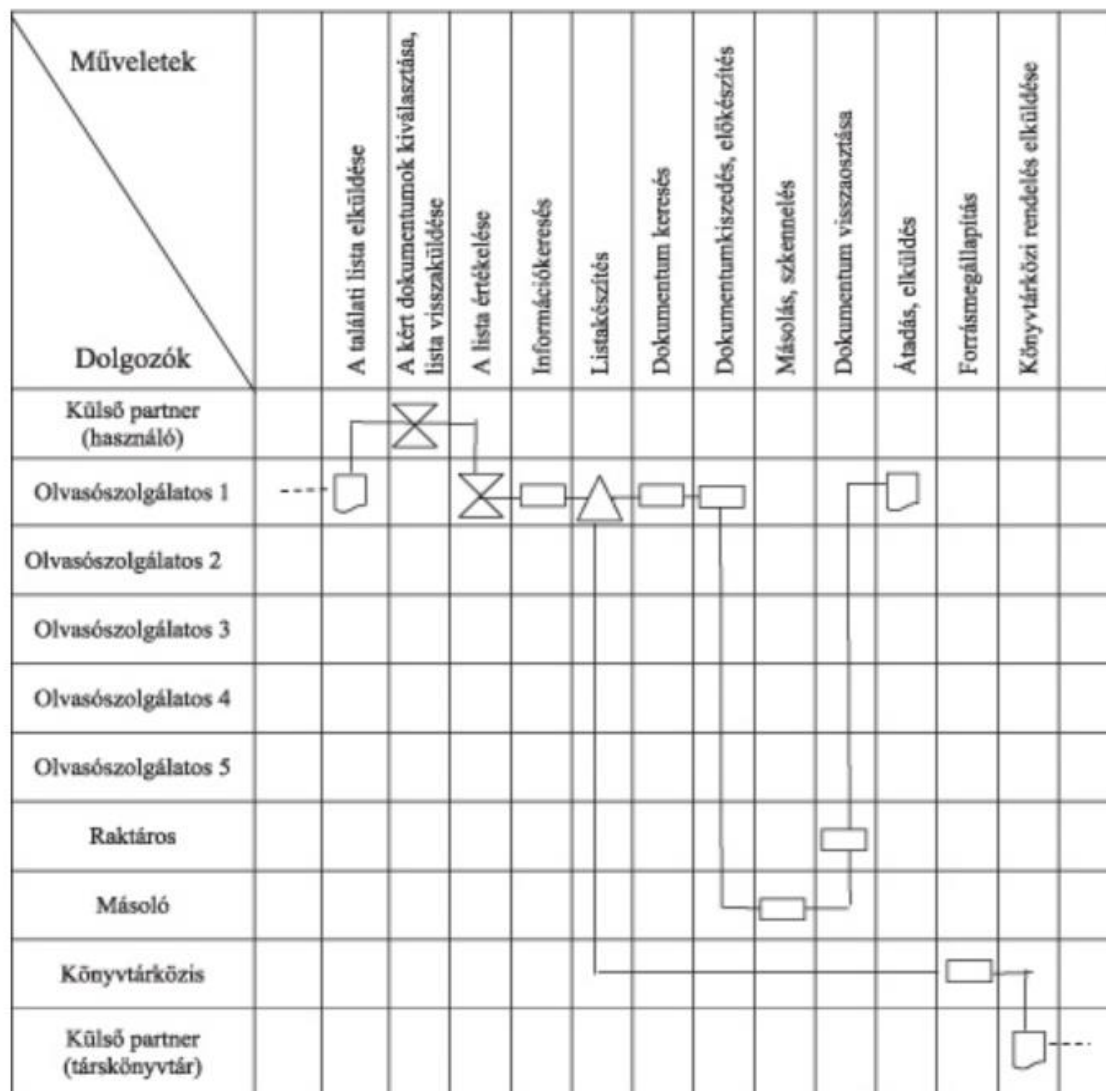 Műveletek
Dolgozók
A találati lista elküldése
A kért dokumentumok kiválasztása,
lista visszaküldése
A lista értékelése
Információkeresés
Listakészítés
Dokumentum keresés
Dokumentumkiszedés, előkészítés
Másolás, szkennelés
Dokumentum visszaosztása
Átadás, elküldés
Forrásmegállapítás
Könyvtárközi rendelés elküldése
Külső partner
(használó)
Olvasószolgálatos 1
Olvasószolgálatos 2
Olvasószolgálatos 3
Olvasószolgálatos 4
Olvasószolgálatos 5
Raktáros
Másoló
Könyvtárközis
Külső partner
(társkönyvtár)